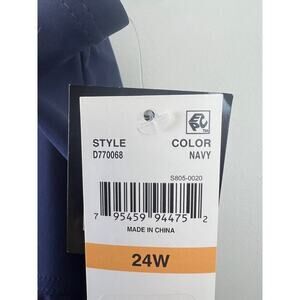 STYLE COLOR
D770068 NAVY
S805-0020
7 95459 94475 2
MADE IN CHINA
24W